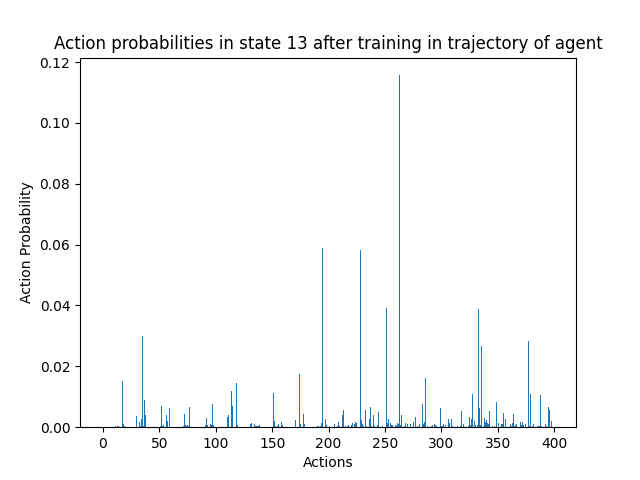 Action probabilities in state 13 after training in trajectory of agent
0.12
0.10
0.08
0.06
0.04
0.02
0.00
Action Probability
0 50 100 150 200 250 300 350 400
Actions